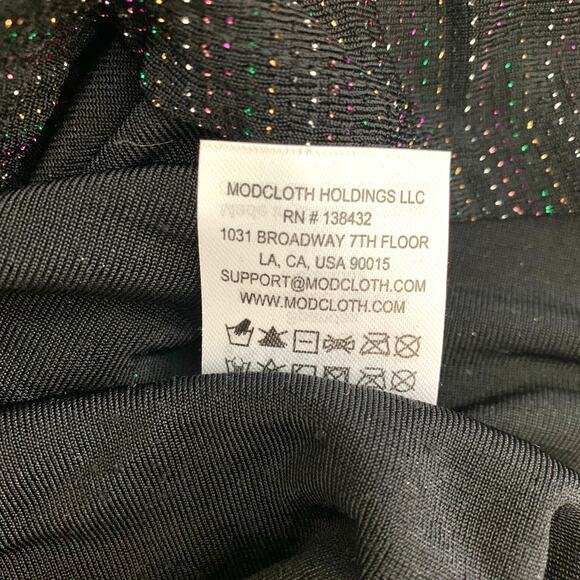 MODCLOTH HOLDINGS LLC
RN # 138432
1031 BROADWAY 7TH FLOOR
LA, CA, USA 90015
SUPPORT@MODCLOTH.COM
WWW.MODCLOTH.COM